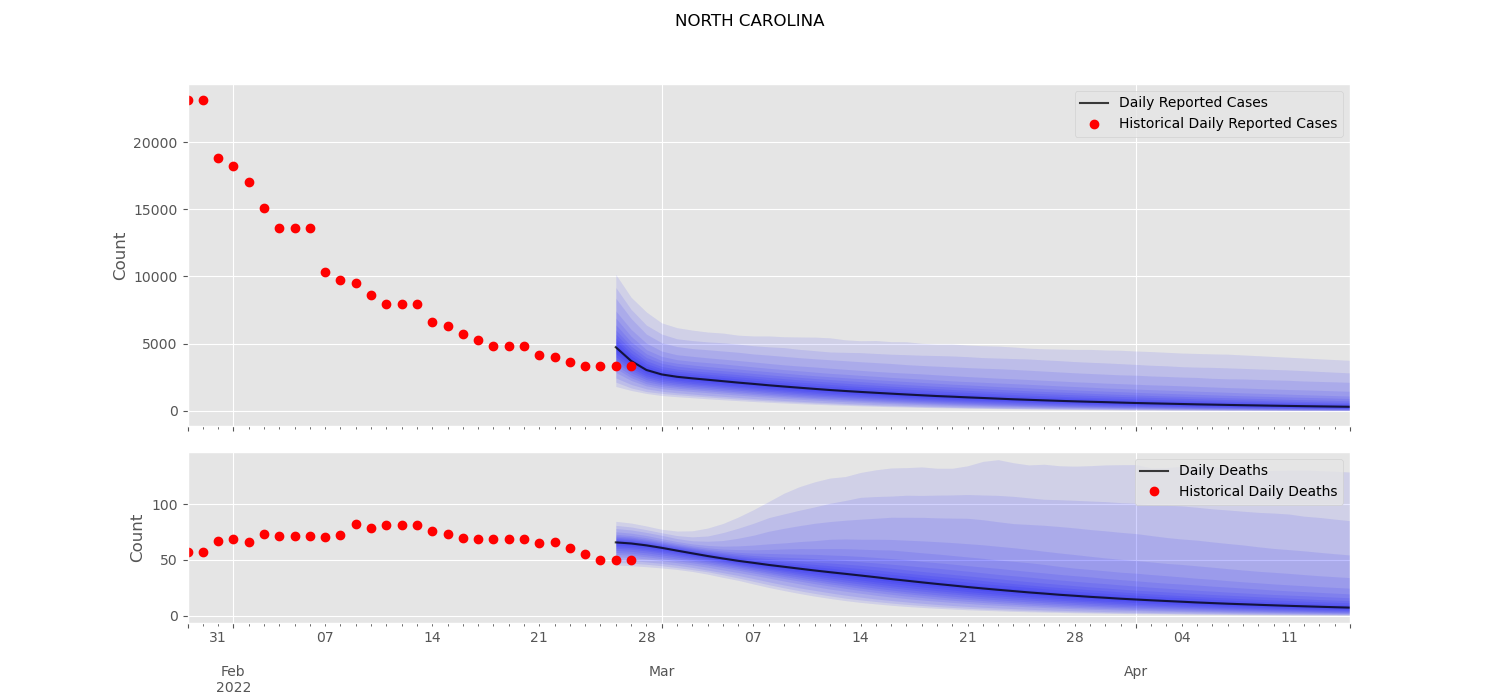 NORTH CAROLINA
Daily Reported Cases
Historical Daily Reported Cases
20000
15000
10000
5000
0
Count
Daily Deaths
Historical Daily Deaths
100
50
0
Count
31 07 14 21 28 07 14 21 28 04 11
Feb Mar Apr
2022